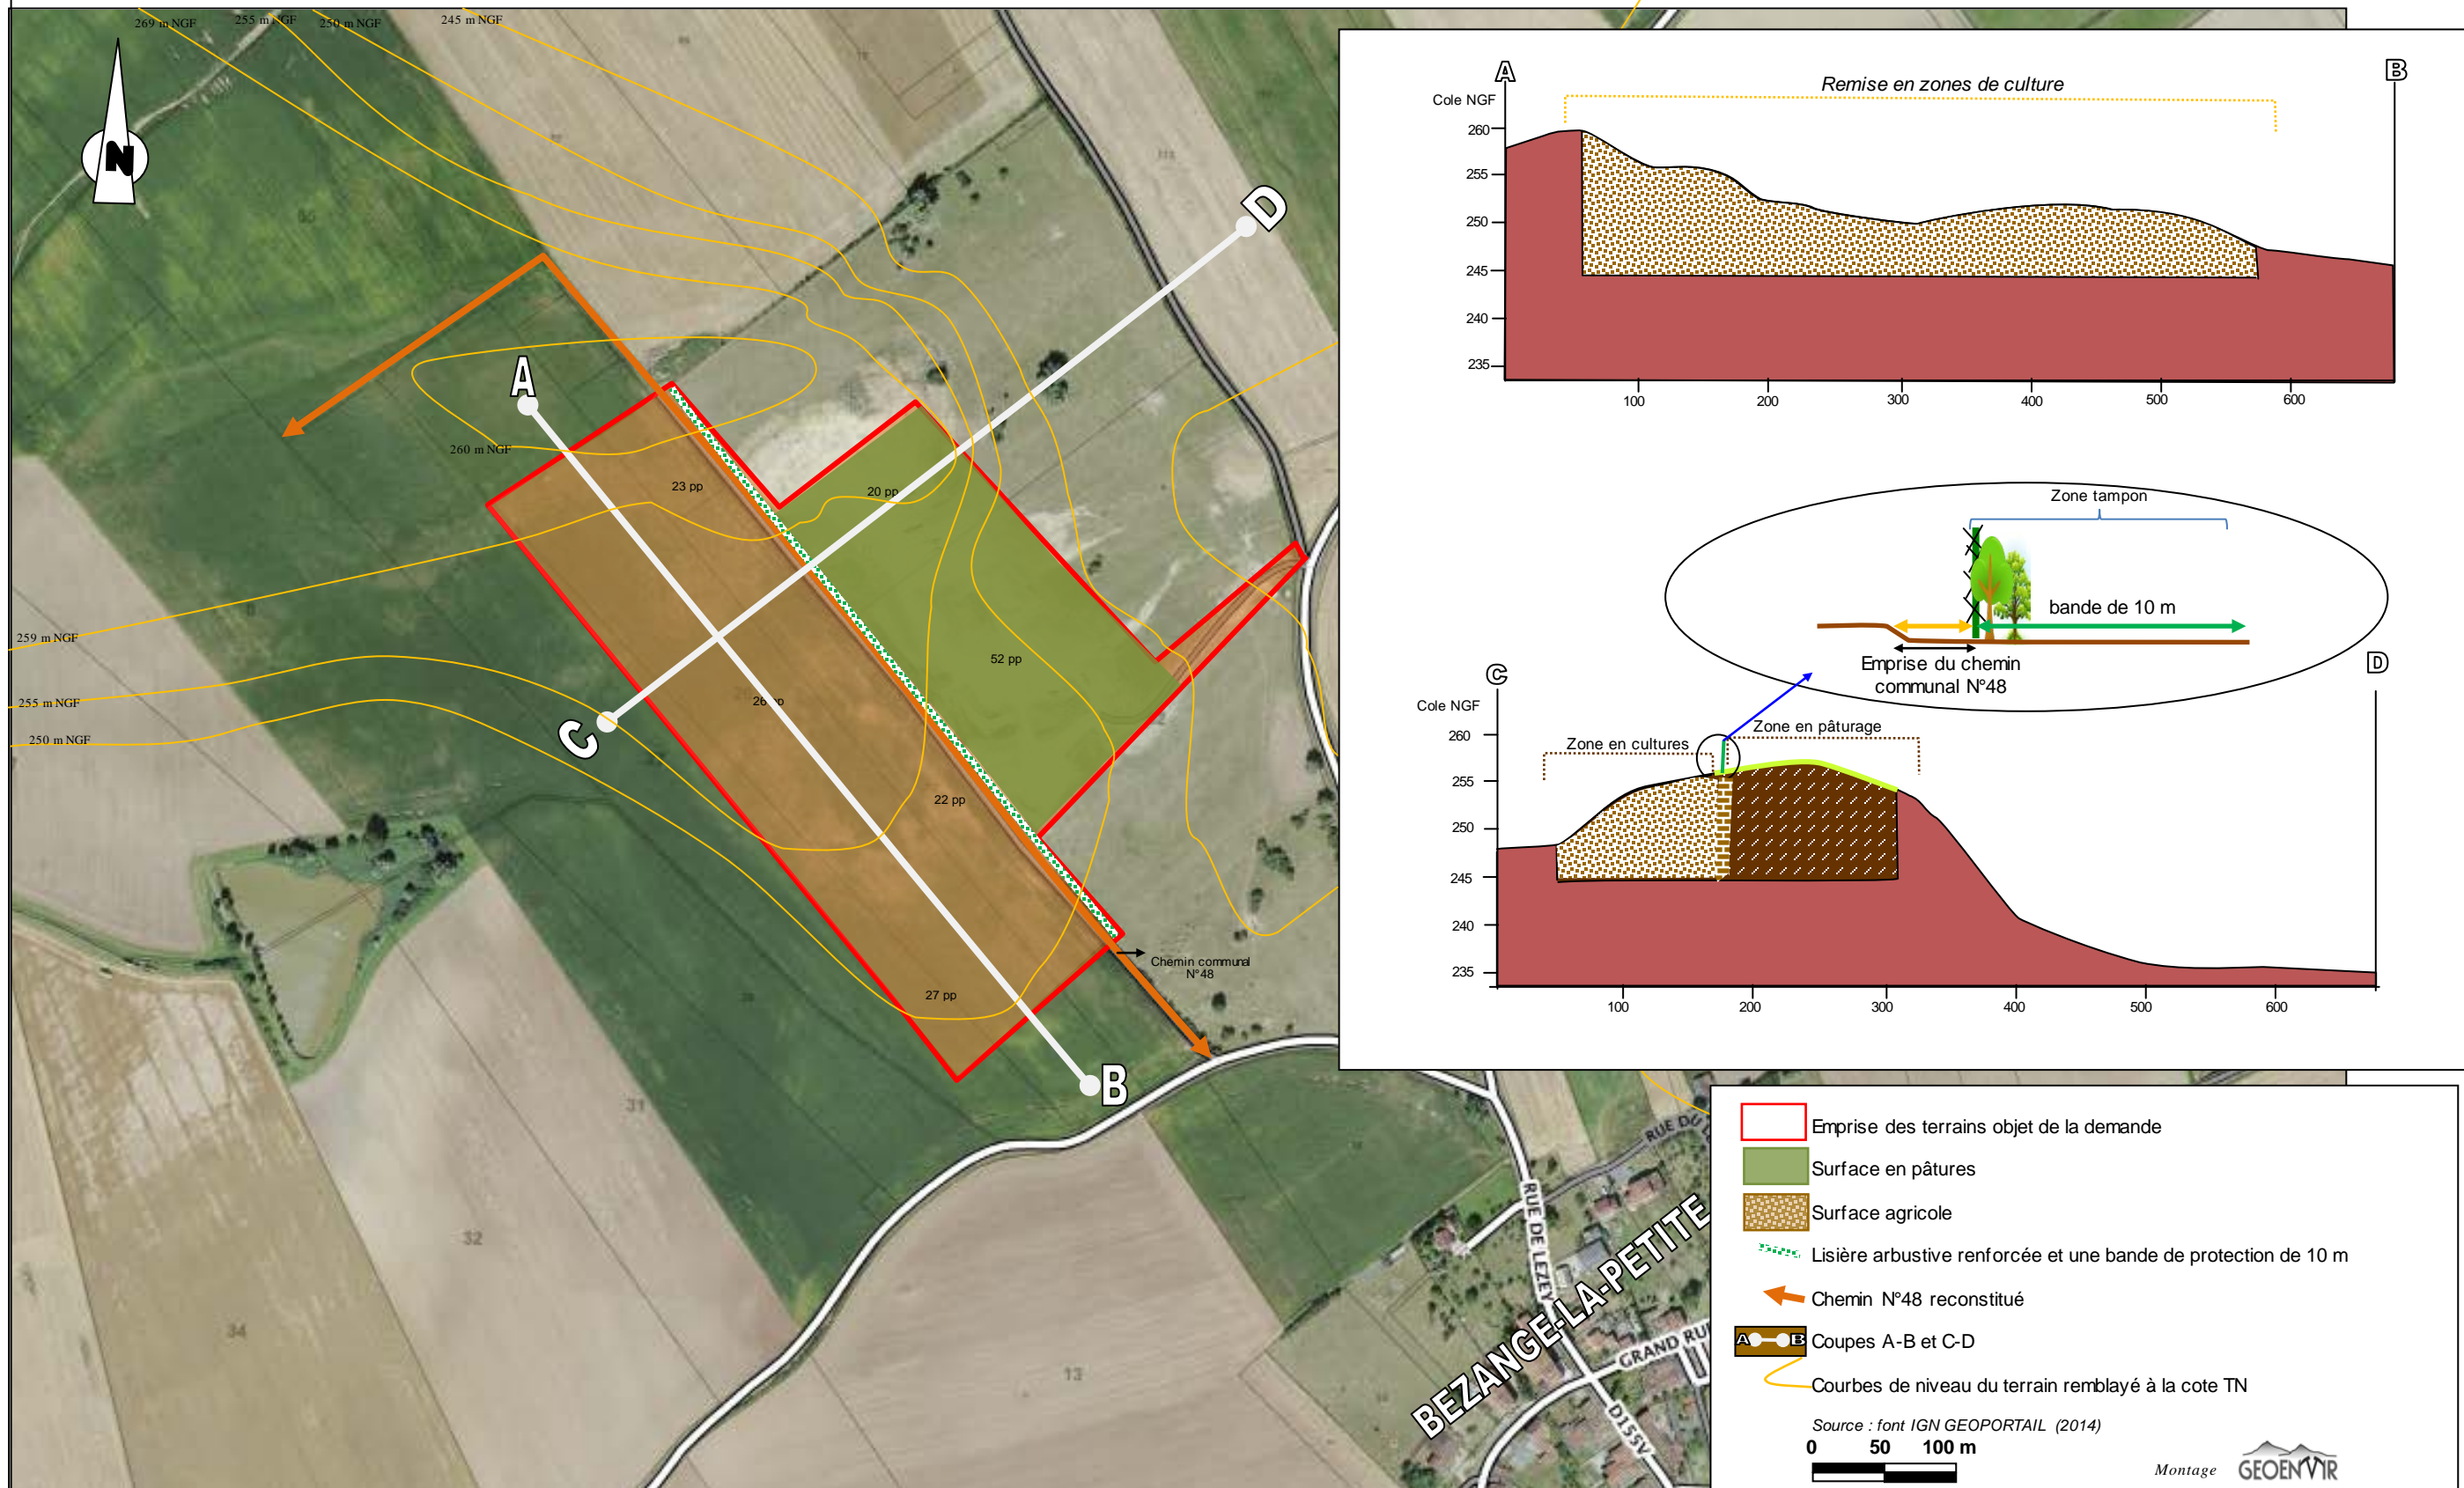 269 m NGF
255 m NGF
250 m NGF
245 m NGF
N
A
D
260 m NGF
23 pp
20 pp
52 pp
259 m NGF
255 m NGF
250 m NGF
C
22 pp
27 pp
Chemin communal
N°48
B
31
32
34
13
RUE DE LEZEY
GRAND RU
D155V
BEZANGE-LA-PETITE
A
B
Cole NGF
Remise en zones de culture
260
255
250
245
240
235
100
200
300
400
500
600
Zone tampon
bande de 10 m
Emprise du chemin
communal N°48
C
D
Cole NGF
Zone en cultures
Zone en pâturage
260
255
250
245
240
235
100
200
300
400
500
600
Emprise des terrains objet de la demande
Surface en pâtures
Surface agricole
Lisière arbustive renforcée et une bande de protection de 10 m
Chemin N°48 reconstitué
A B Coupes A-B et C-D
Courbes de niveau du terrain remblayé à la cote TN
Source : font IGN GEOPORTAIL (2014)
0 50 100 m
Montage GEOENVIR